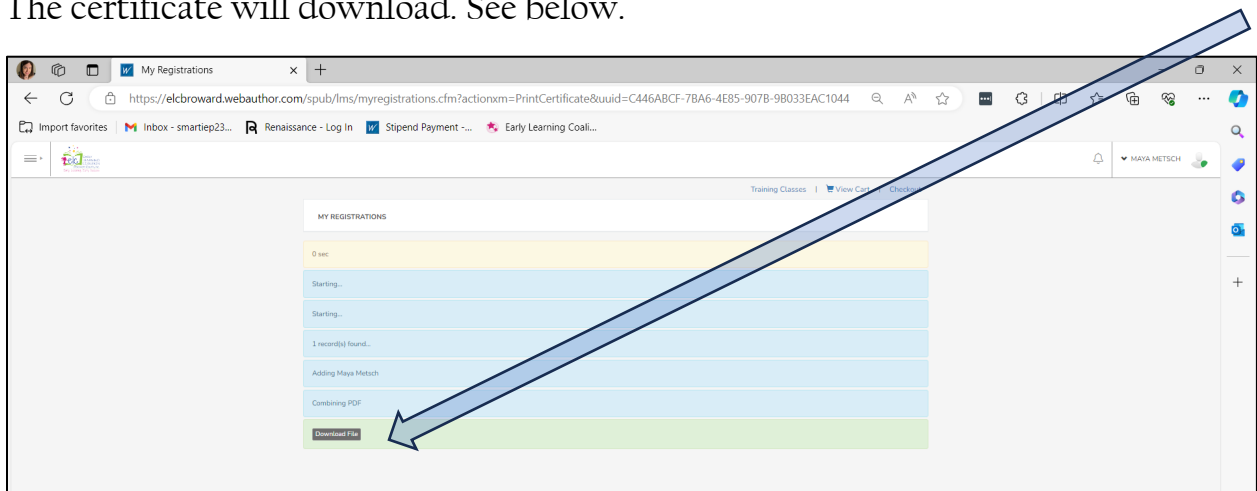 The certificate will download. See below.
My Registrations
https://elcbroward.webauthor.com/spub/lms/myregistrations.cfm?actionxm=PrintCertificate&uuid=C446ABCF-7BA6-4E85-907B-9B033EAC1044
Import favorites Inbox - smartiep23... Renaissance - Log In Stipend Payment -... Early Learning Coali...
MAYA METSCH
Training Classes | View Cart | Checkout
MY REGISTRATIONS
0 sec
Starting...
Starting...
1 record(s) found...
Adding Maya Metsch
Combining PDF
Download File